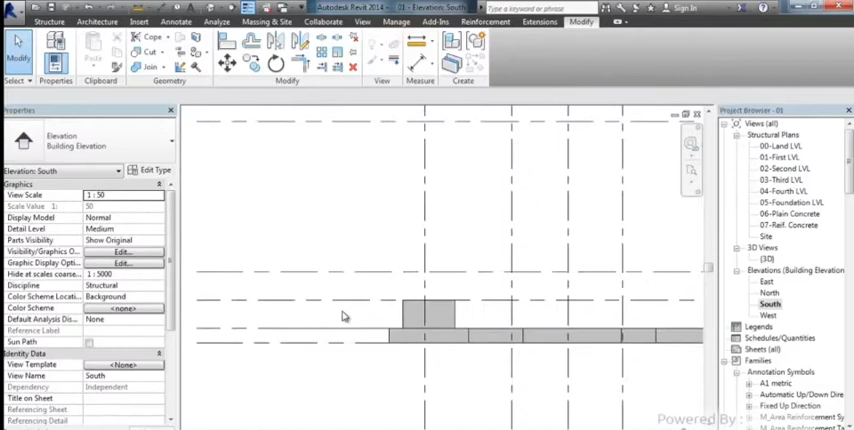 Autodesk Revit 2014 - 01 - Elevation: South
Type a keyword or phrase
Sign In
Structure Architecture Insert Annotate Analyze Massing & Site Collaborate View Manage Add-Ins Reinforcement Extensions Modify
Modify
Properties
Paste
Cope
Cut
Join
Select Properties Clipboard Geometry Modify View Measure Create
Properties
Elevation
Building Elevation
Elevation: South Edit Type
Graphics
View Scale 1 : 50
Scale Value 1: 50
Display Model Normal
Detail Level Medium
Parts Visibility Show Original
Visibility/Graphics O... Edit...
Graphic Display Opti... Edit...
Hide at scales coarse... 1 : 5000
Discipline Structural
Color Scheme Locati... Background
Color Scheme <none>
Default Analysis Dis... None
Reference Label
Sun Path
Identity Data
View Template <None>
View Name South
Dependency Independent
Title on Sheet
Referencing Sheet
Referencing Detail
Powered By :
Project Browser - 01
Views (all)
Structural Plans
00-Land LVL
01-First LVL
02-Second LVL
03-Third LVL
04-Fourth LVL
05-Foundation LVL
06-Plain Concrete
07-Reif. Concrete
Site
3D Views
{3D}
Elevations (Building Elevation
East
North
South
West
Legends
Schedules/Quantities
Sheets (all)
Families
Annotation Symbols
A1 metric
Automatic Up/Down Dire
Fixed Up Direction
M_Area Reinforcement Sy